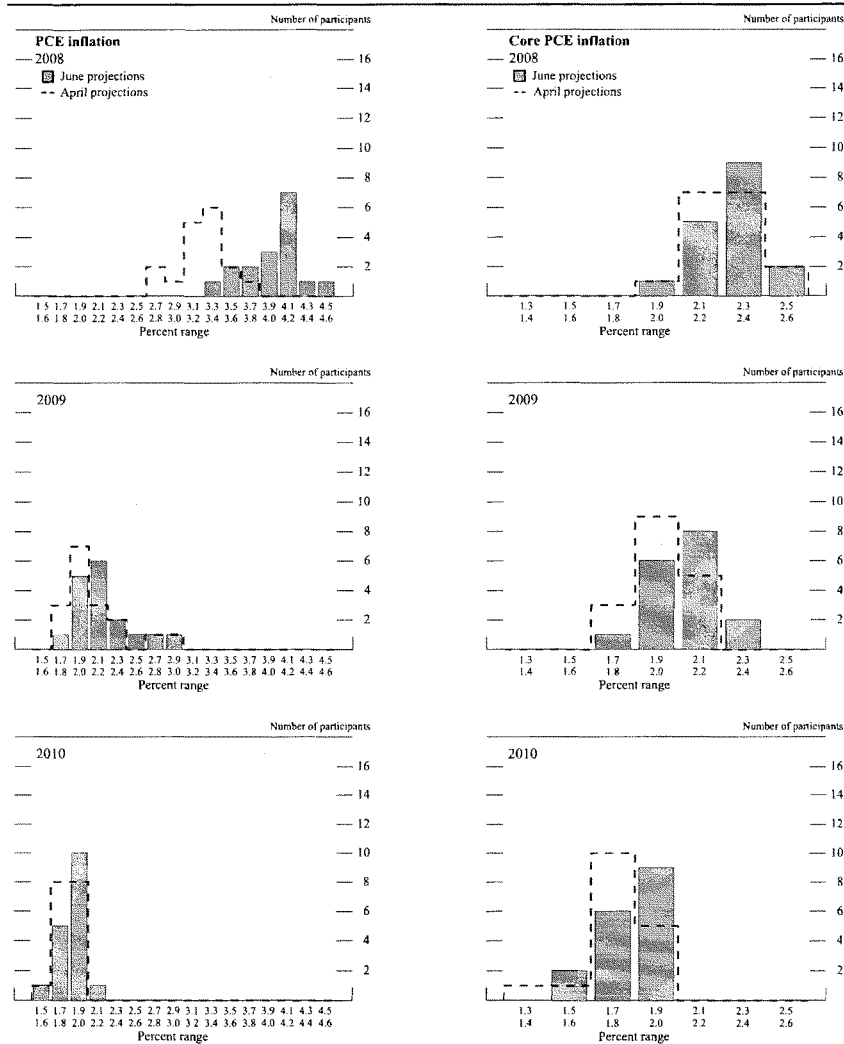 Number of participants
PCE inflation
2008
June projections
April projections
16
14
12
10
8
6
4
2
1.5 1.7 1.9 2.1 2.3 2.5 2.7 2.9 3.1 3.3 3.5 3.7 3.9 4.1 4.3 4.5
1.6 1.8 2.0 2.2 2.4 2.6 2.8 3.0 3.2 3.4 3.6 3.8 4.0 4.2 4.4 4.6
Percent range
Number of participants
Core PCE inflation
2008
June projections
April projections
16
14
12
10
8
6
4
2
1.3 1.5 1.7 1.9 2.1 2.3 2.5
1.4 1.6 1.8 2.0 2.2 2.4 2.6
Percent range
Number of participants
2009
16
14
12
10
8
6
4
2
1.5 1.7 1.9 2.1 2.3 2.5 2.7 2.9 3.1 3.3 3.5 3.7 3.9 4.1 4.3 4.5
1.6 1.8 2.0 2.2 2.4 2.6 2.8 3.0 3.2 3.4 3.6 3.8 4.0 4.2 4.4 4.6
Percent range
Number of participants
2009
16
14
12
10
8
6
4
2
1.3 1.5 1.7 1.9 2.1 2.3 2.5
1.4 1.6 1.8 2.0 2.2 2.4 2.6
Percent range
Number of participants
2010
16
14
12
10
8
6
4
2
1.5 1.7 1.9 2.1 2.3 2.5 2.7 2.9 3.1 3.3 3.5 3.7 3.9 4.1 4.3 4.5
1.6 1.8 2.0 2.2 2.4 2.6 2.8 3.0 3.2 3.4 3.6 3.8 4.0 4.2 4.4 4.6
Percent range
Number of participants
2010
16
14
12
10
8
6
4
2
1.3 1.5 1.7 1.9 2.1 2.3 2.5
1.4 1.6 1.8 2.0 2.2 2.4 2.6
Percent range